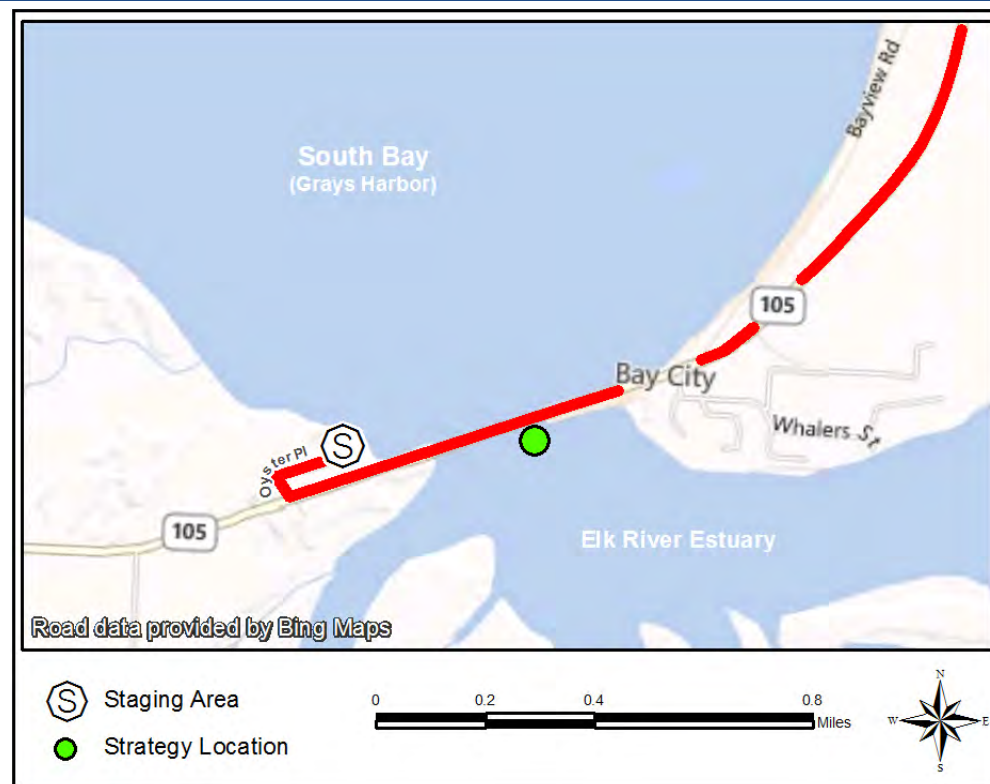 South Bay
(Grays Harbor)
Bayview Rd
105
Bay City
Whalers St
Oyster Pl
S
105
Elk River Estuary
Road data provided by Bing Maps
S Staging Area
Strategy Location
0 0.2 0.4 0.8
Miles
N
W E
S